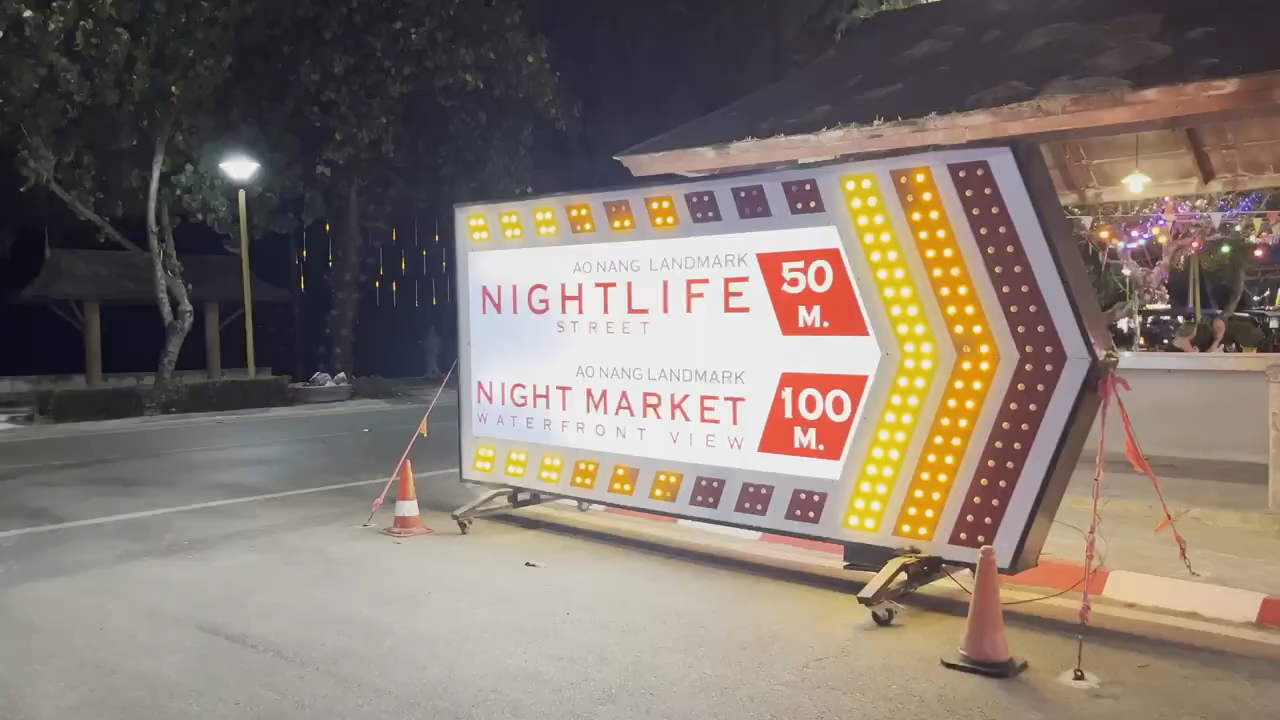 AO NANG LANDMARK
NIGHTLIFE
STREET
50
M.
AO NANG LANDMARK
NIGHT MARKET
WATERFRONT VIEW
100
M.